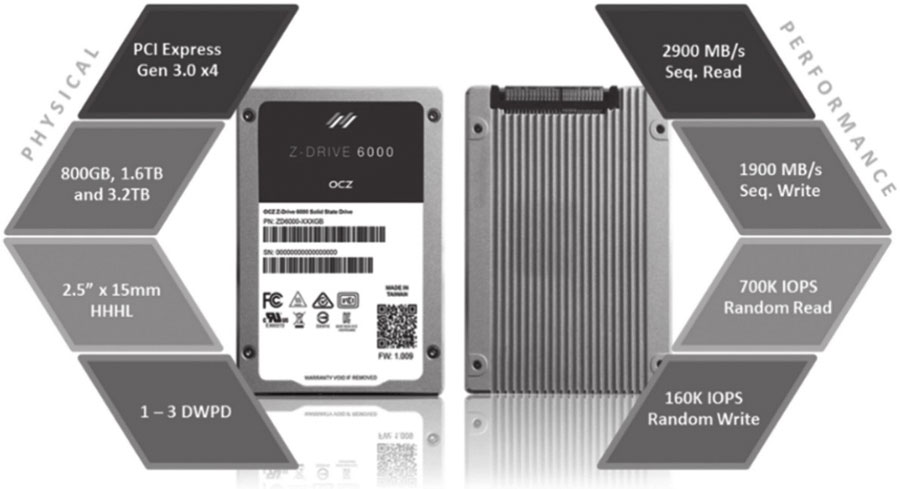 PHYSICAL
PCI Express
Gen 3.0 x4
800GB, 1.6TB
and 3.2TB
2.5” x 15mm
HHHL
1 – 3 DWPD
Z-DRIVE 6000
OCZ
OCZ Z-Drive 6000 Solid State Drive
PN: ZD6000-XXXGB
SN: 000000000000000000
FC
MADE IN
TAIWAN
FW: 1.009
WARRANTY VOID IF REMOVED
PERFORMANCE
2900 MB/s
Seq. Read
1900 MB/s
Seq. Write
700K IOPS
Random Read
160K IOPS
Random Write